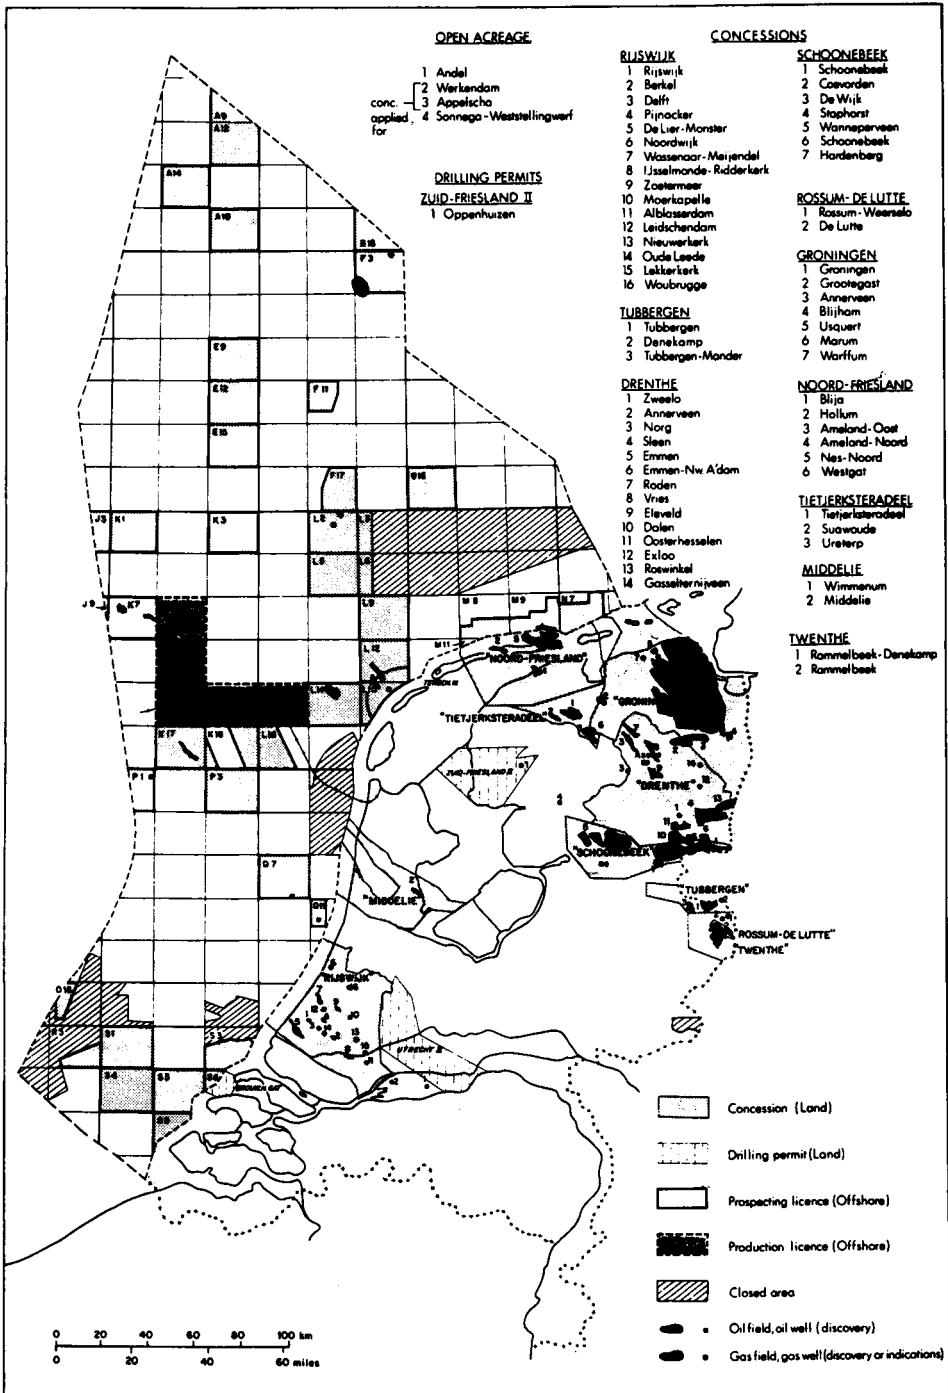 OPEN ACREAGE
1 Andel
2 Werkendam
conc.
3 Appelscha
applied
for
4 Sonnega-Weststellingwerf
DRILLING PERMITS
ZUID-FRIESLAND II
1 Oppenhuizen
CONCESSIONS
RIJSWIJK
1 Rijswijk
2 Berkel
3 Delft
4 Pijnacker
5 De Lier-Monster
6 Noordwijk
7 Wassenaar-Meijendel
8 IJsselmonde-Ridderkerk
9 Zoetermeer
10 Moerkapelle
11 Alblasserdam
12 Leidschendam
13 Nieuwerkerk
14 Oude Leede
15 Lekkerkerk
16 Woubrugge
TUBBERGEN
1 Tubbergen
2 Denekamp
3 Tubbergen-Mander
DRENTHE
1 Zweelo
2 Annerveen
3 Norg
4 Sleen
5 Emmen
6 Emmen-Nw. A'dam
7 Roden
8 Vries
9 Eleveld
10 Dalen
11 Oosterhesselen
12 Exloo
13 Roswinkel
14 Gasselternijveen
SCHOONEBEEK
1 Schoonebeek
2 Coevorden
3 De Wijk
4 Staphorst
5 Wanneperveen
6 Schoonebeek
7 Hardenberg
ROSSUM-DE LUTTE
1 Rossum-Weerselo
2 De Lutte
GRONINGEN
1 Groningen
2 Grootegast
3 Annerveen
4 Blijham
5 Usquert
6 Marum
7 Warffum
NOORD-FRIESLAND
1 Blija
2 Hollum
3 Ameland-Oost
4 Ameland-Noord
5 Nes-Noord
6 Westgat
TIETJERKSTERADEEL
1 Tietjerksteradeel
2 Suawoude
3 Ureterp
MIDDELIE
1 Wimmenum
2 Middelie
TWENTHE
1 Rammelbeek-Denekamp
2 Rammelbeek
A9
A12
A14
A18
B18
F3
E9
E12
F11
E15
F17
J3
K1
K3
L2
L5
J9
K7
L9
M8
M9
N7
L12
M11
"NOORD-FRIESLAND"
"TIETJERKSTERADEEL"
K17
K18
L16
P1
P3
ZUID-FRIESLAND II
"DRENTHE"
"SCHOONEBEEK"
Q7
"MIDDELIE"
"TUBBERGEN"
"ROSSUM-DE LUTTE"
"TWENTHE"
RIJSWIJK
UTRECHT II
S1
S4
S5
Concession (Land)
Drilling permit (Land)
Prospecting licence (Offshore)
Production licence (Offshore)
Closed area
Oil field, oil well (discovery)
Gas field, gas well (discovery or indications)
0 20 40 60 80 100 km
0 20 40 60 miles